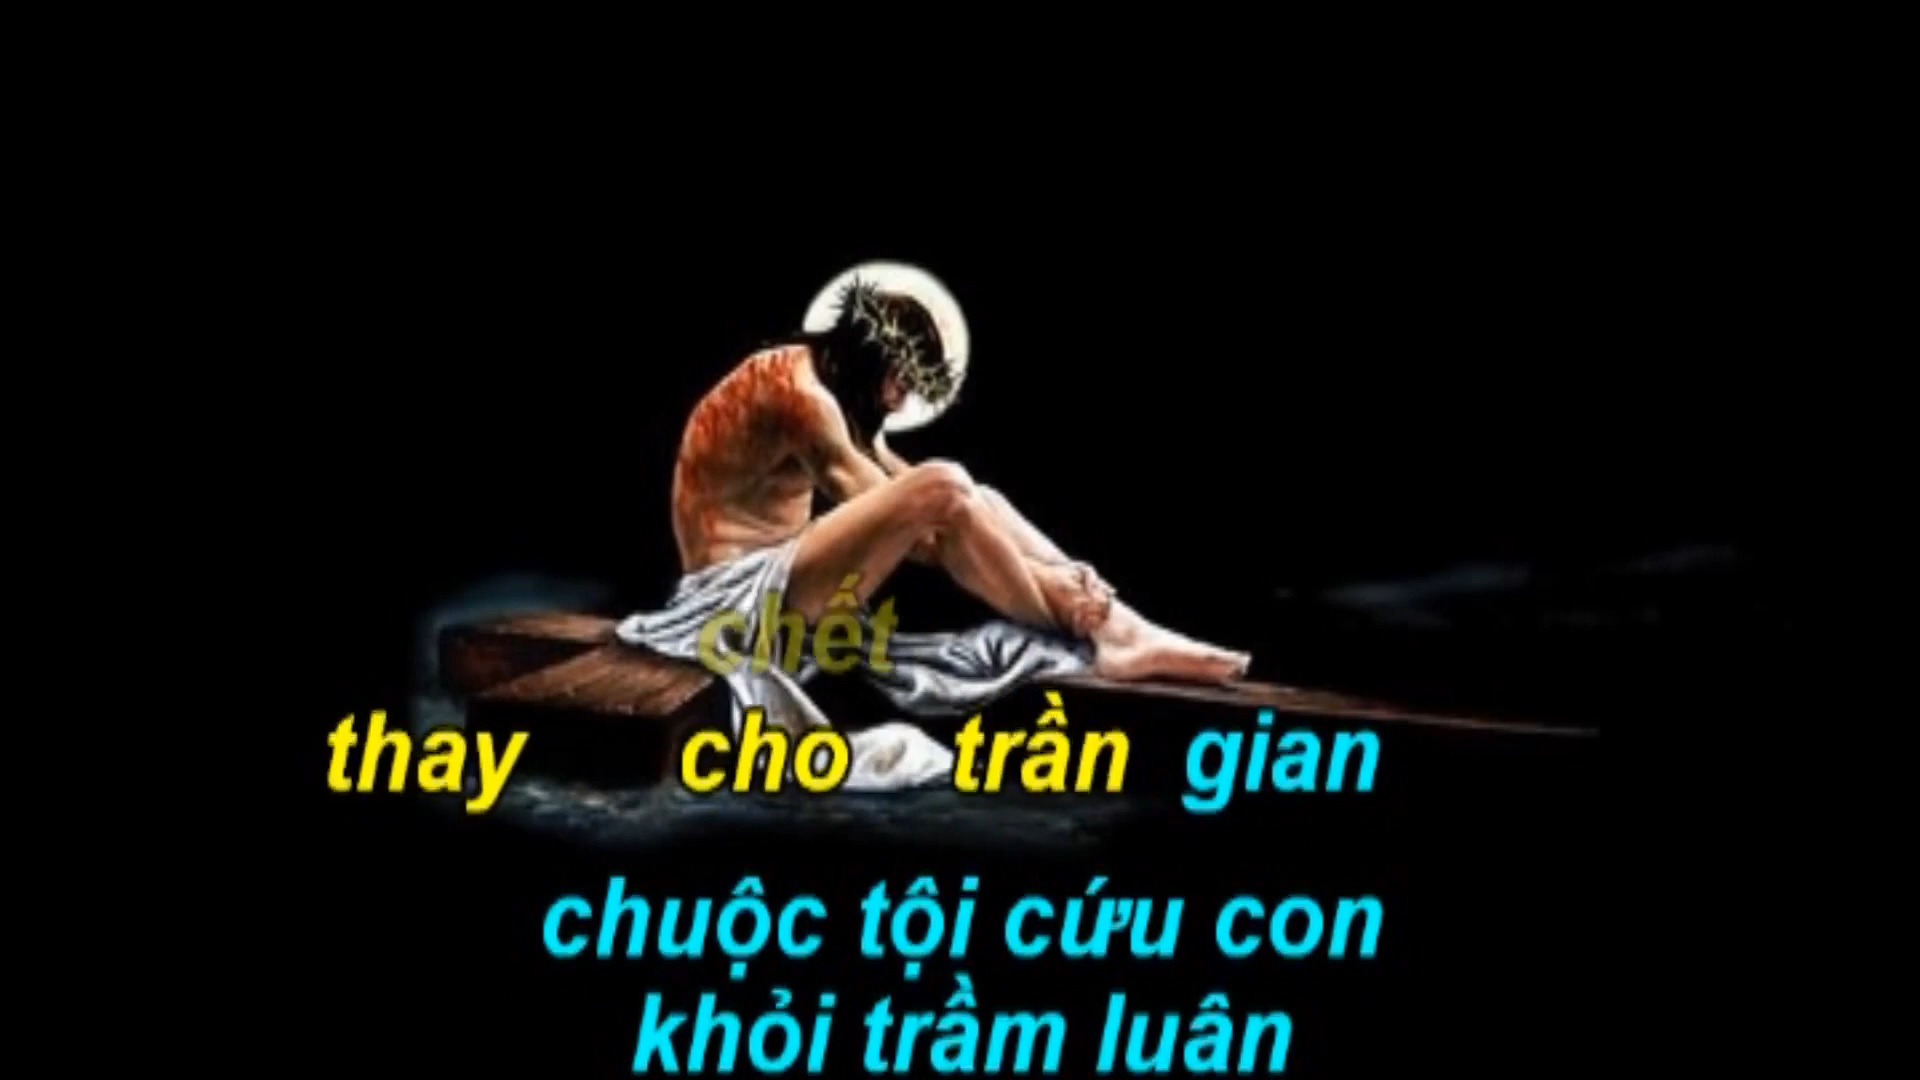 chết
thay cho trần gian
chuộc tội cứu con
khỏi trầm luân